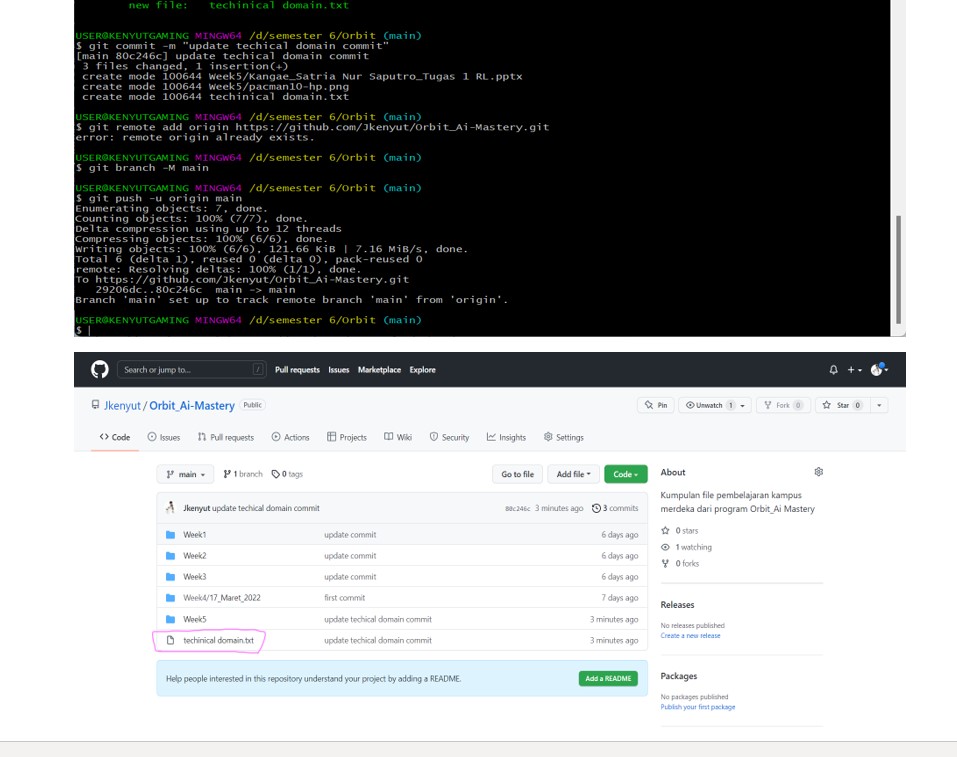 new file:   techinical domain.txt
USER@KENYUTGAMING MINGW64 /d/semester 6/Orbit (main)
$ git commit -m "update techical domain commit"
[main 80c246c] update techical domain commit
3 files changed, 1 insertion(+)
create mode 100644 Week5/Kangae_Satria Nur Saputro_Tugas 1 RL.pptx
create mode 100644 Week5/pacman10-hp.png
create mode 100644 techinical domain.txt
USER@KENYUTGAMING MINGW64 /d/semester 6/Orbit (main)
$ git remote add origin https://github.com/Jkenyut/Orbit_Ai-Mastery.git
error: remote origin already exists.
USER@KENYUTGAMING MINGW64 /d/semester 6/Orbit (main)
$ git branch -M main
USER@KENYUTGAMING MINGW64 /d/semester 6/Orbit (main)
$ git push -u origin main
Enumerating objects: 7, done.
Counting objects: 100% (7/7), done.
Delta compression using up to 12 threads
Compressing objects: 100% (6/6), done.
Writing objects: 100% (6/6), 121.66 KiB | 7.16 MiB/s, done.
Total 6 (delta 1), reused 0 (delta 0), pack-reused 0
remote: Resolving deltas: 100% (1/1), done.
To https://github.com/Jkenyut/Orbit_Ai-Mastery.git
29206dc..80c246c  main -> main
Branch 'main' set up to track remote branch 'main' from 'origin'.
USER@KENYUTGAMING MINGW64 /d/semester 6/Orbit (main)
$
Search or jump to... / Pull requests Issues Marketplace Explore
Jkenyut / Orbit_Ai-Mastery Public Pin Unwatch 1 Fork 0 Star 0
Code Issues Pull requests Actions Projects Wiki Security Insights Settings
main 1 branch 0 tags Go to file Add file Code
Jkenyut update techical domain commit 80c246c 3 minutes ago 3 commits
Week1 update commit 6 days ago
Week2 update commit 6 days ago
Week3 update commit 6 days ago
Week4/17_Maret_2022 first commit 7 days ago
Week5 update techical domain commit 3 minutes ago
techinical domain.txt update techical domain commit 3 minutes ago
Help people interested in this repository understand your project by adding a README. Add a README
About
Kumpulan file pembelajaran kampus
merdeka dari program Orbit_Ai Mastery
0 stars
1 watching
0 forks
Releases
No releases published
Create a new release
Packages
No packages published
Publish your first package